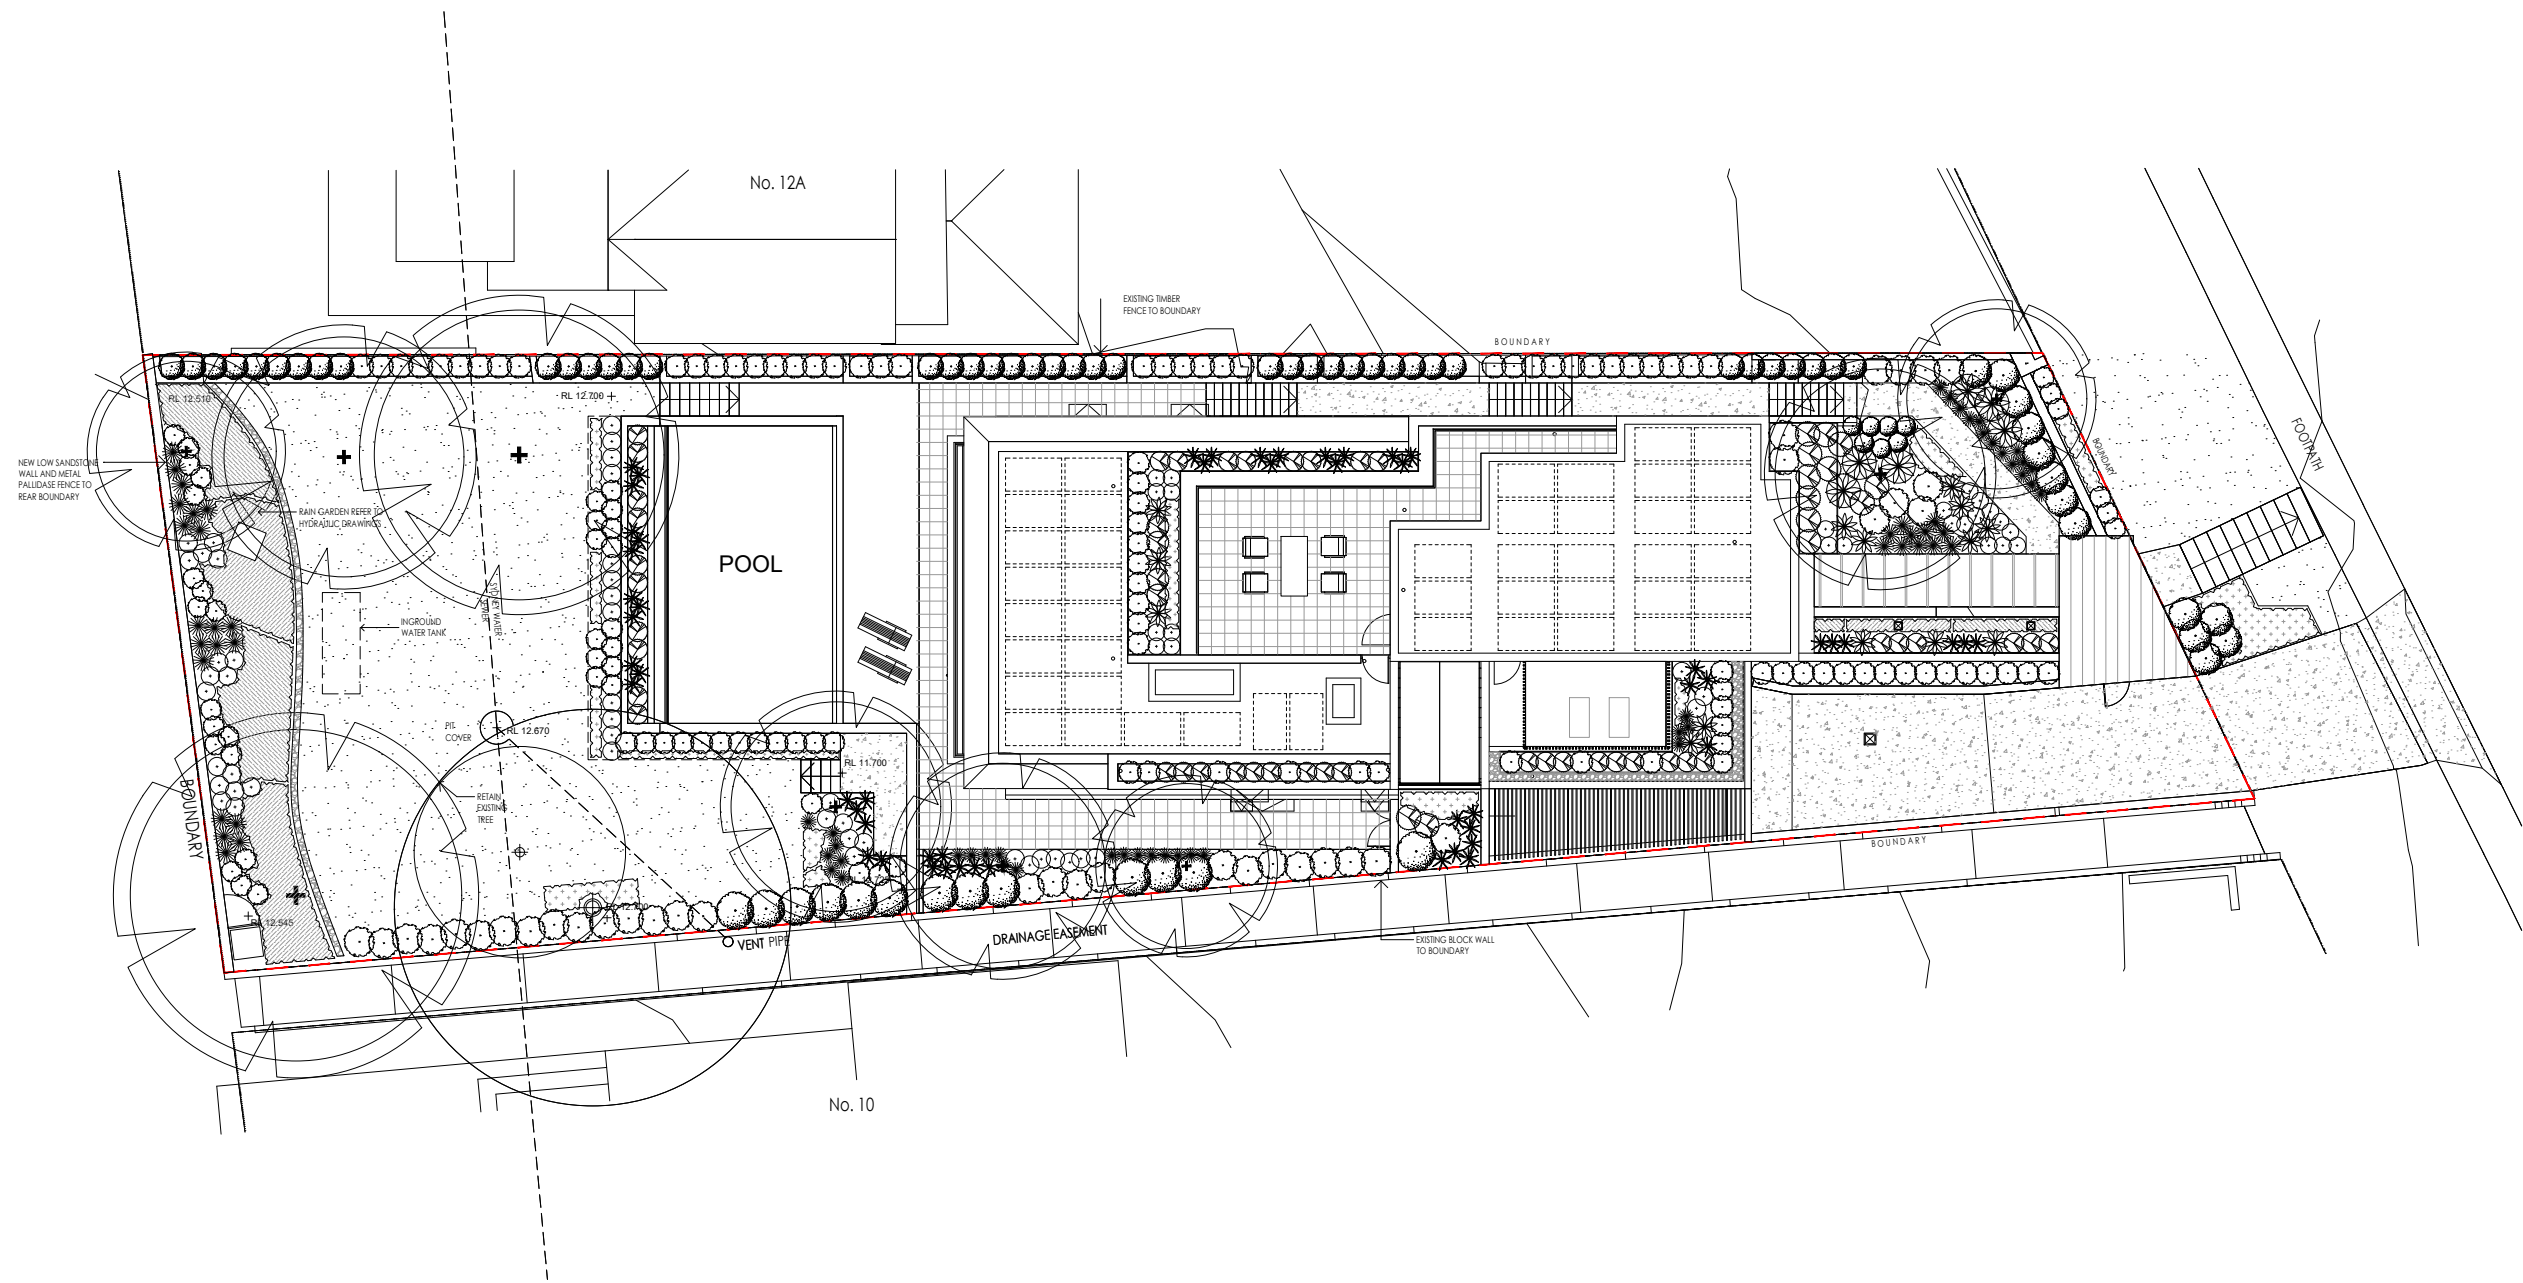 No. 12A
EXISTING TIMBER
FENCE TO BOUNDARY
BOUNDARY
RL 12.510
RL 12.700
FOOTPATH
BOUNDARY
NEW LOW SANDSTONE
WALL AND METAL
PALLIDASE FENCE TO
REAR BOUNDARY
RAIN GARDEN REFER TO
HYDRAULIC DRAWINGS
POOL
SYDNEY WATER
SEWER
INGROUND
WATER TANK
PIT
COVER
RL 12.670
RL 11.700
BOUNDARY
RETAIN
EXISTING
TREE
BOUNDARY
RL 12.545
VENT PIPE
DRAINAGE EASEMENT
EXISTING BLOCK WALL
TO BOUNDARY
No. 10